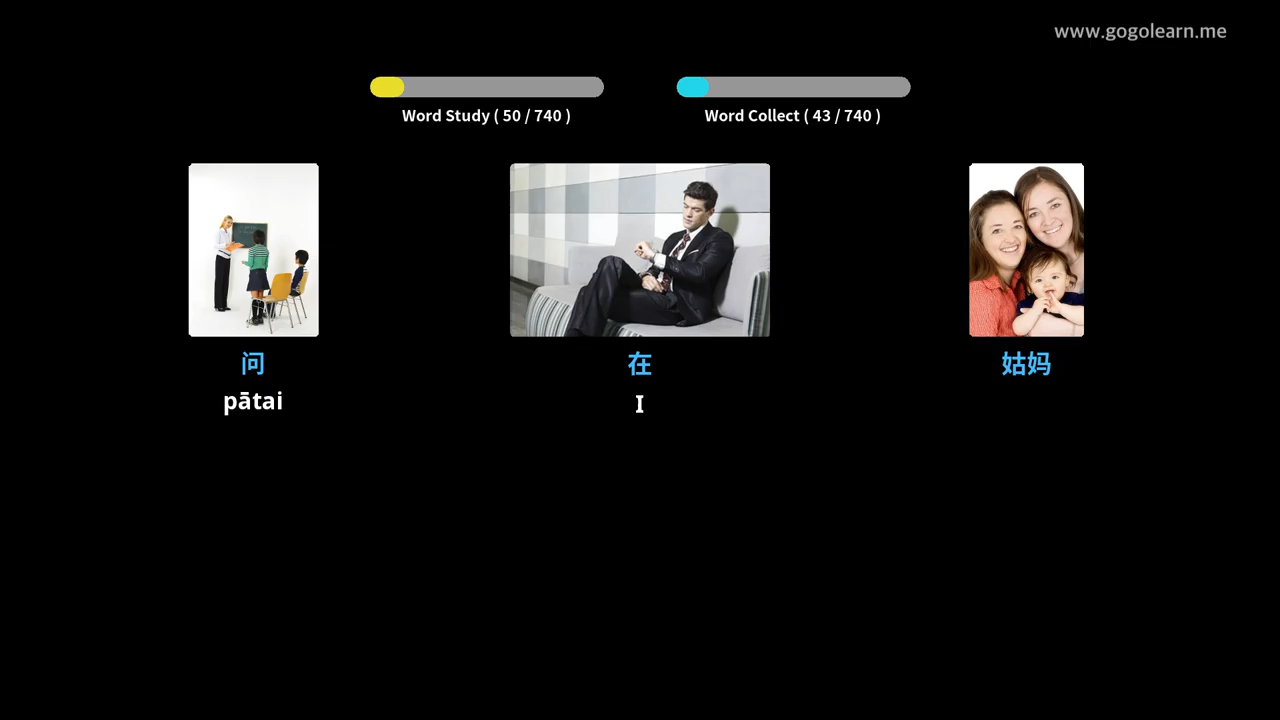 www.gogolearn.me
Word Study ( 50 / 740 )
Word Collect ( 43 / 740 )
问
在
姑妈
pātai
I